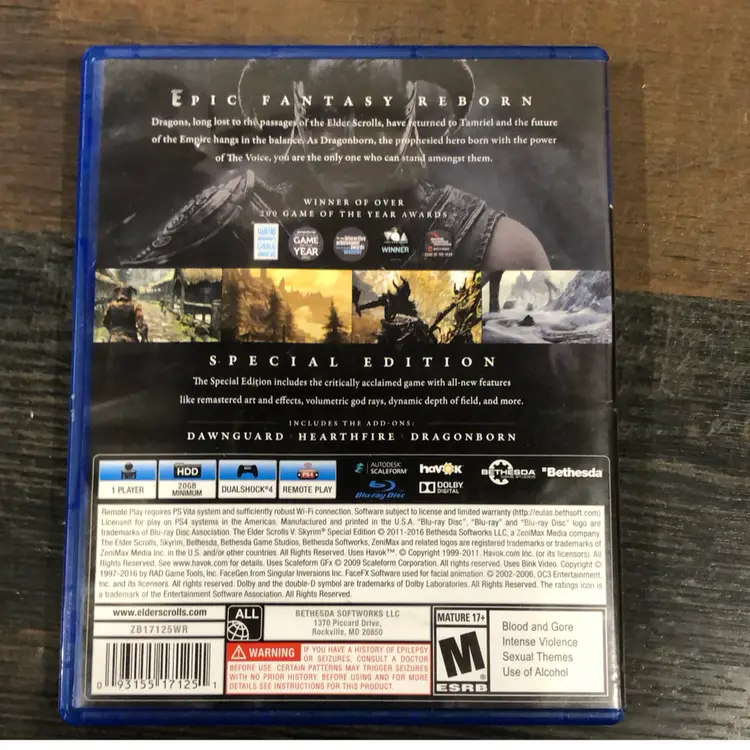 EPIC FANTASY REBORN
Dragons, long lost to the passages of the Elder Scrolls, have returned to Tamriel and the future
of the Empire hangs in the balance. As Dragonborn, the prophesied hero born with the power
of The Voice, you are the only one who can stand amongst them.
WINNER OF OVER
200 GAME OF THE YEAR AWARDS
GAME
YEAR
WINNER
SPECIAL EDITION
The Special Edition includes the critically acclaimed game with all-new features
like remastered art and effects, volumetric god rays, dynamic depth of field, and more.
INCLUDES THE ADD-ONS:
DAWNGUARD HEARTHFIRE DRAGONBORN
1 PLAYER
HDD
20GB
MINIMUM
DUALSHOCK®4
PS4
REMOTE PLAY
AUTODESK®
SCALEFORM®
Blu-ray Disc
havok
DOLBY
DIGITAL
BETHESDA
GAME STUDIOS
Bethesda
Remote Play requires PS Vita system and sufficiently robust Wi-Fi connection. Software subject to license and limited warranty (http://eulas.bethsoft.com)
Licensed for play on PS4 systems in the Americas. Manufactured and printed in the U.S.A. "Blu-ray Disc", "Blu-ray" and "Blu-ray Disc" logo are
trademarks of Blu-ray Disc Association. The Elder Scrolls V: Skyrim® Special Edition © 2011-2016 Bethesda Softworks LLC, a ZeniMax Media company.
The Elder Scrolls, Skyrim, Bethesda, Bethesda Game Studios, Bethesda Softworks, ZeniMax and related logos are registered trademarks or trademarks of
ZeniMax Media Inc. in the U.S. and/or other countries. All Rights Reserved. Uses Havok™. © Copyright 1999-2011. Havok.com Inc. (or its licensors). All
Rights Reserved. See www.havok.com for details. Uses Scaleform GFx © 2009 Scaleform Corporation. All rights reserved. Uses Bink Video. Copyright ©
1997-2016 by RAD Game Tools, Inc. FaceGen from Singular Inversions Inc. FaceFX Software used for facial animation. © 2002-2006, OC3 Entertainment,
Inc. and its licensors. All rights reserved. Dolby and the double-D symbol are trademarks of Dolby Laboratories. All Rights Reserved. The ratings icon is
a trademark of the Entertainment Software Association. All Rights Reserved.
www.elderscrolls.com
ZB17125WR
0 93155 17125 1
ALL
BETHESDA SOFTWORKS LLC
1370 Piccard Drive,
Rockville, MD 20850
WARNING IF YOU HAVE A HISTORY OF EPILEPSY
OR SEIZURES, CONSULT A DOCTOR
BEFORE USE. CERTAIN PATTERNS MAY TRIGGER SEIZURES
WITH NO PRIOR HISTORY. BEFORE USING AND FOR MORE
DETAILS SEE INSTRUCTIONS FOR THIS PRODUCT.
MATURE 17+
M
ESRB
Blood and Gore
Intense Violence
Sexual Themes
Use of Alcohol